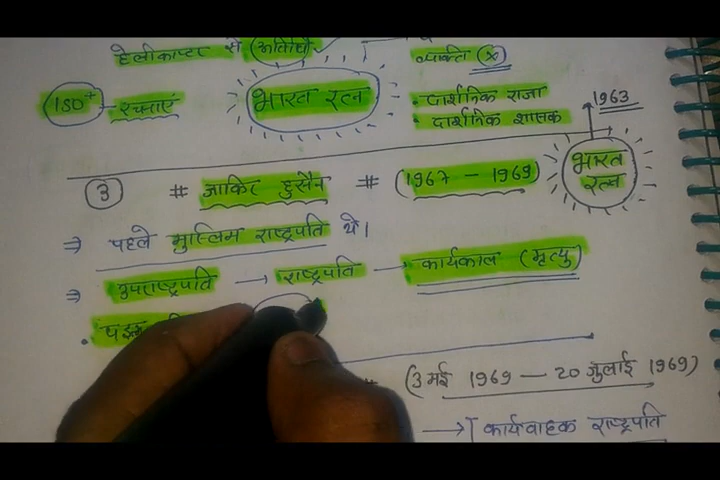 हेलीकाप्टर से (अतिथि)
व्यक्ति (x)
150+ - रचनाएं
भारत रत्न
• दार्शनिक राजा
• दार्शनिक शासक
1963
भारत रत्न
3 # जाकिर हुसैन # (1967 - 1969)
⇒ पहले मुस्लिम राष्ट्रपति थे।
⇒ उपराष्ट्रपति → राष्ट्रपति → कार्यकाल (मृत्यु)
(3 मई 1969 — 20 जुलाई 1969)
→ [कार्यवाहक राष्ट्रपति